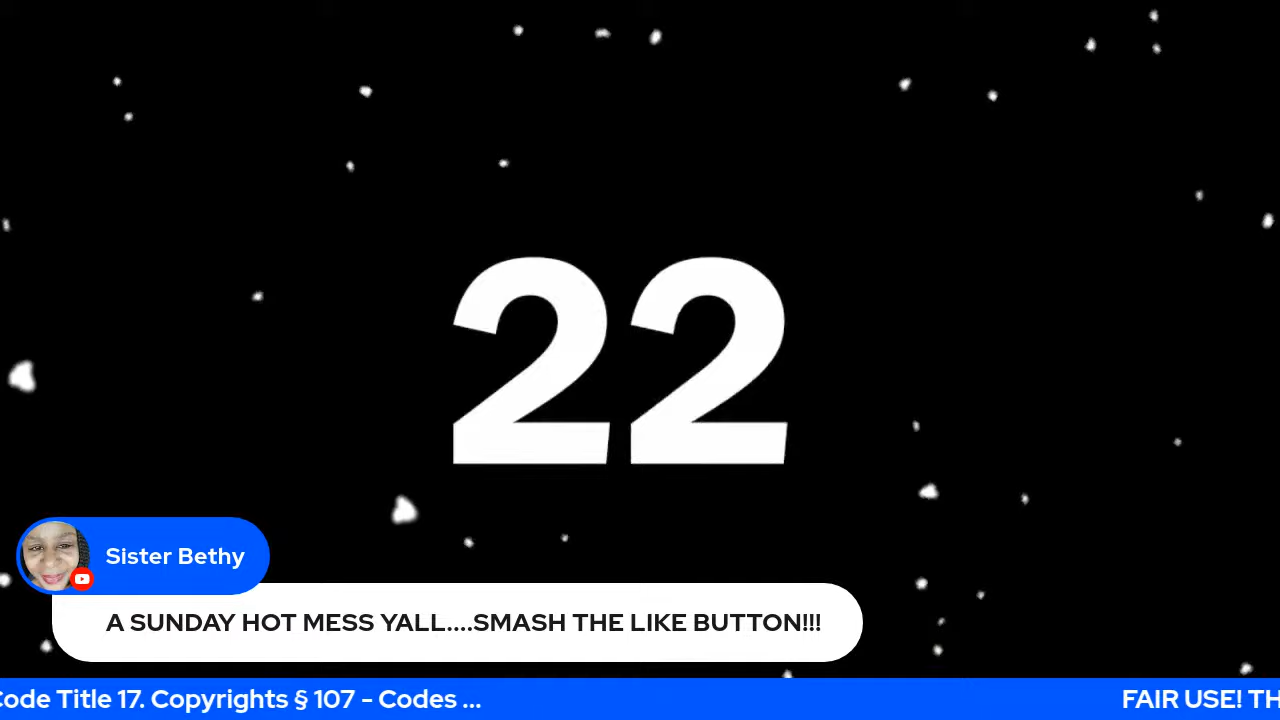 22
Sister Bethy
A SUNDAY HOT MESS YALL....SMASH THE LIKE BUTTON!!!
Code Title 17. Copyrights § 107 - Codes ... FAIR USE!